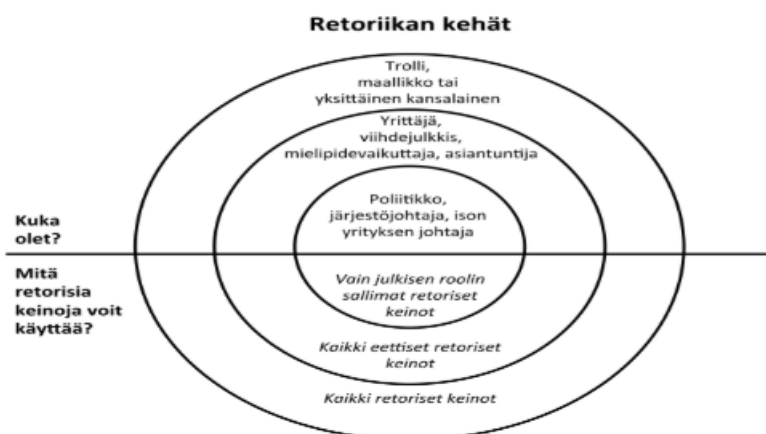 Retoriikan kehät
Trolli,
maallikko tai
yksittäinen kansalainen
Yrittäjä,
viihdejulkkis,
mielipidevaikuttaja, asiantuntija
Poliitikko,
järjestöjohtaja, ison
yrityksen johtaja
Kuka
olet?
Mitä
retorisia
keinoja voit
käyttää?
Vain julkisen roolin
sallimat retoriset
keinot
Kaikki eettiset retoriset
keinot
Kaikki retoriset keinot